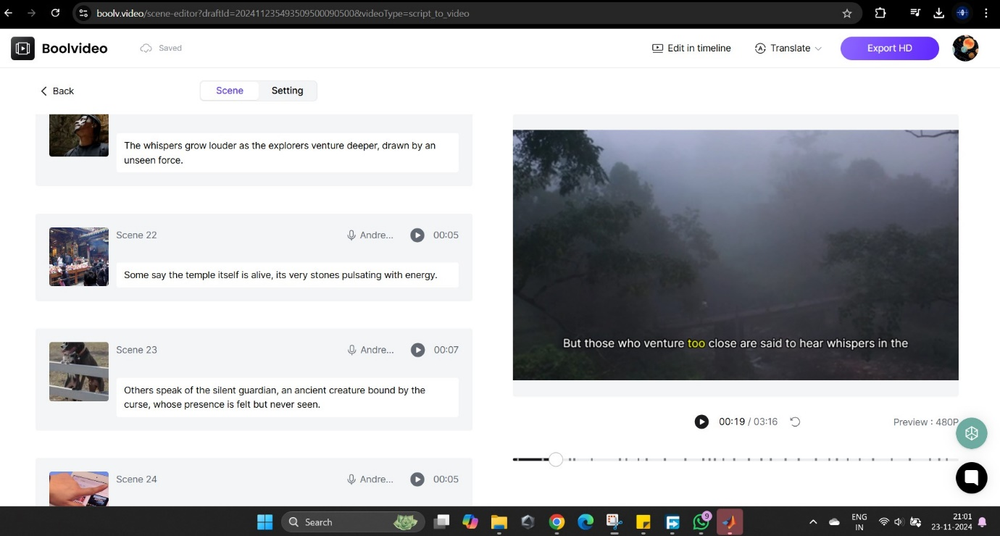 boolv.video/scene-editor?draftId=20241123549350950009050​0&videoType=script_to_video
Boolvideo
Saved
Edit in timeline
Translate
Export HD
Back
Scene
Setting
The whispers grow louder as the explorers venture deeper, drawn by an
unseen force.
Scene 22
Andre...
00:05
Some say the temple itself is alive, its very stones pulsating with energy.
Scene 23
Andre...
00:07
Others speak of the silent guardian, an ancient creature bound by the
curse, whose presence is felt but never seen.
Scene 24
Andre...
00:05
But those who venture too close are said to hear whispers in the
00:19 / 03:16
Preview : 480P
Search
9
ENG
IN
21:01
23-11-2024